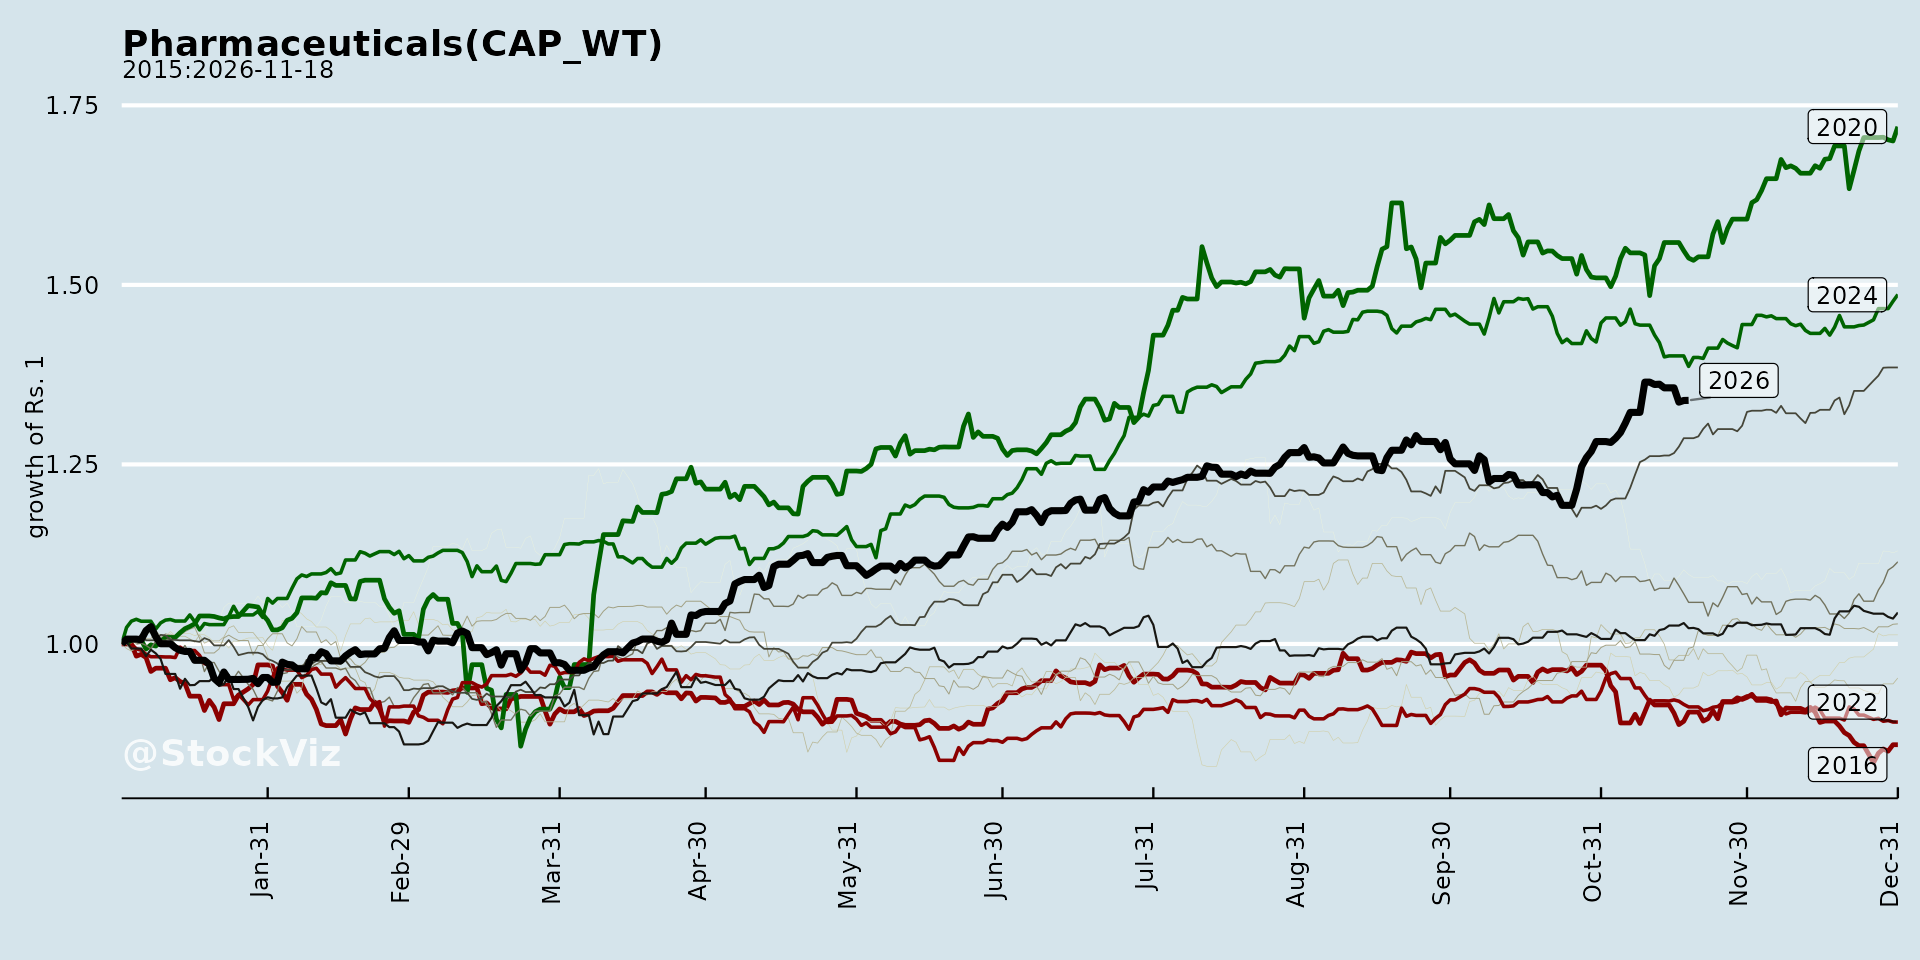 Pharmaceuticals(CAP_WT)
2015:2026-11-18
growth of Rs. 1
1.75
1.50
1.25
1.00
2020
2024
2026
2022
2016
@StockViz
Jan-31
Feb-29
Mar-31
Apr-30
May-31
Jun-30
Jul-31
Aug-31
Sep-30
Oct-31
Nov-30
Dec-31